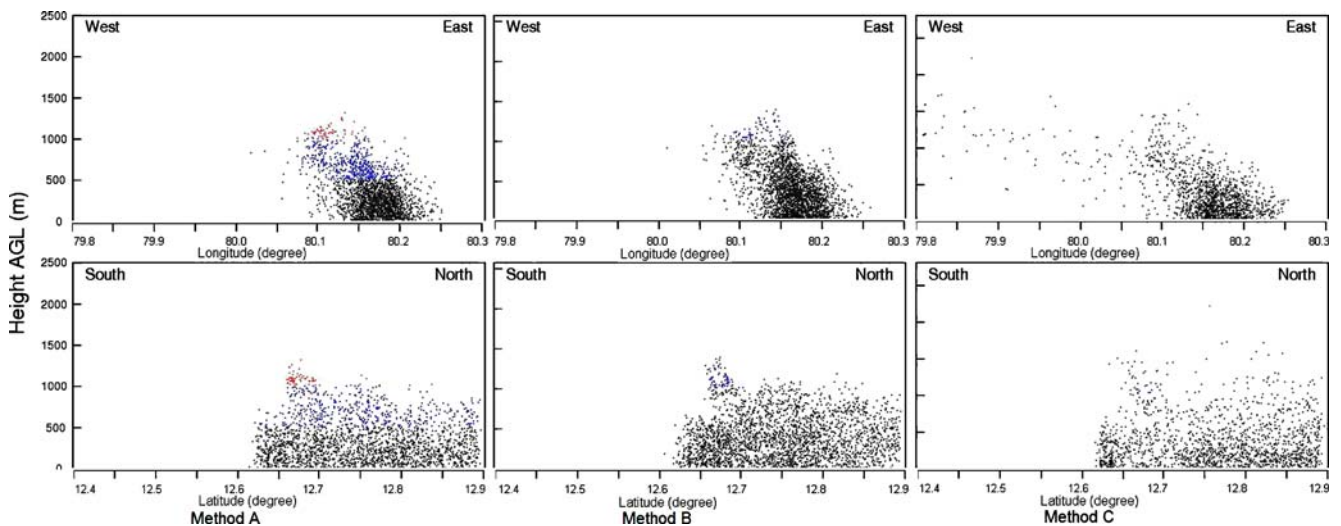 2500 West East West East West East
2000
1500
1000
500
0
79.8 79.9 80.0 80.1 80.2 80.3 79.8 79.9 80.0 80.1 80.2 80.3 79.8 79.9 80.0 80.1 80.2 80.3
Longitude (degree) Longitude (degree) Longitude (degree)
Height AGL (m)
2500 South North South North South North
2000
1500
1000
500
0
12.4 12.5 12.6 12.7 12.8 12.9 12.4 12.5 12.6 12.7 12.8 12.9 12.4 12.5 12.6 12.7 12.8 12.9
Latitude (degree) Latitude (degree) Latitude (degree)
Method A Method B Method C